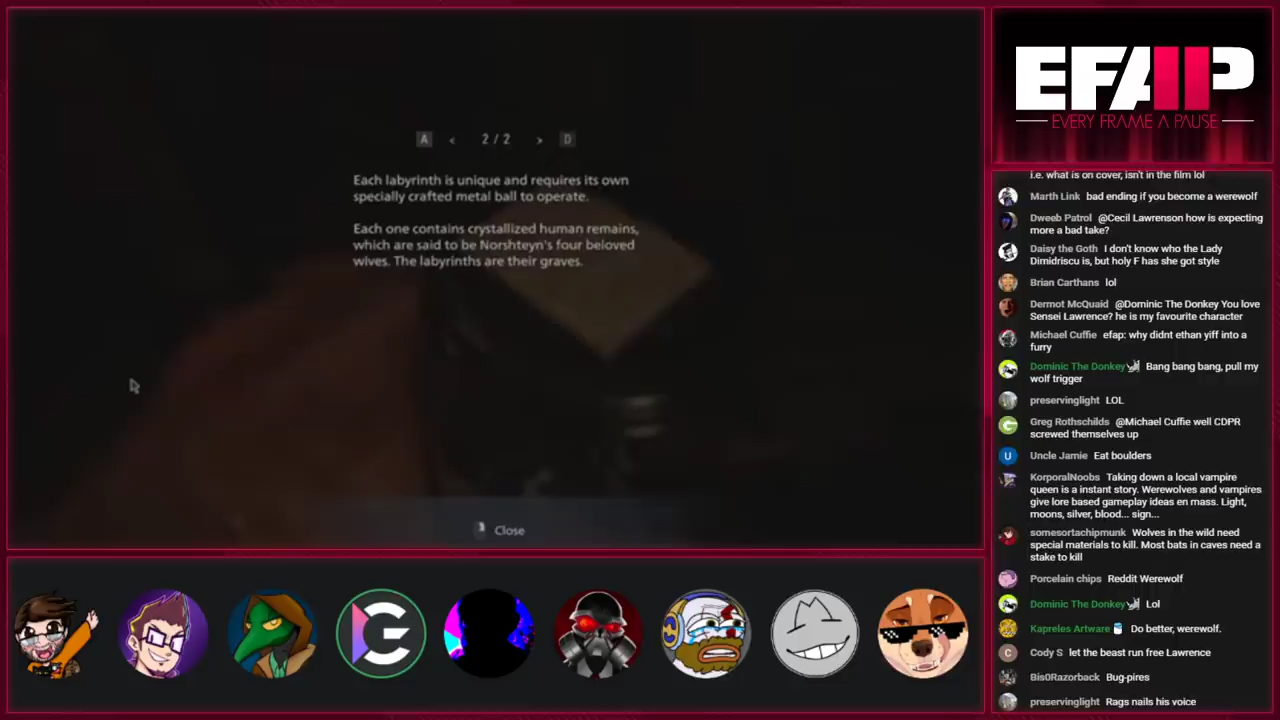 A < 2 / 2 > D
Each labyrinth is unique and requires its own
specially crafted metal ball to operate.
Each one contains crystallized human remains,
which are said to be Norshteyn's four beloved
wives. The labyrinths are their graves.
Close
EFAP
EVERY FRAME A PAUSE
i.e. what is on cover, isn't in the film lol
Marth Link bad ending if you become a werewolf
Dweeb Patrol @Cecil Lawrenson how is expecting
more a bad take?
Daisy the Goth I don't know who the Lady
Dimidriscu is, but holy F has she got style
Brian Carthans lol
Dermot McQuaid @Dominic The Donkey You love
Sensei Lawrence? he is my favourite character
Michael Cuffie efap: why didnt ethan yiff into a
furry
Dominic The Donkey Bang bang bang, pull my
wolf trigger
preservinglight LOL
Greg Rothschilds @Michael Cuffie well CDPR
screwed themselves up
U Uncle Jamie Eat boulders
KorporalNoobs Taking down a local vampire
queen is a instant story. Werewolves and vampires
give lore based gameplay ideas en mass. Light,
moons, silver, blood... sign...
somesortachipmunk Wolves in the wild need
special materials to kill. Most bats in caves need a
stake to kill
Porcelain chips Reddit Werewolf
Dominic The Donkey Lol
Kapreles Artware Do better, werewolf.
C Cody S let the beast run free Lawrence
Bis0Razorback Bug-pires
preservinglight Rags nails his voice